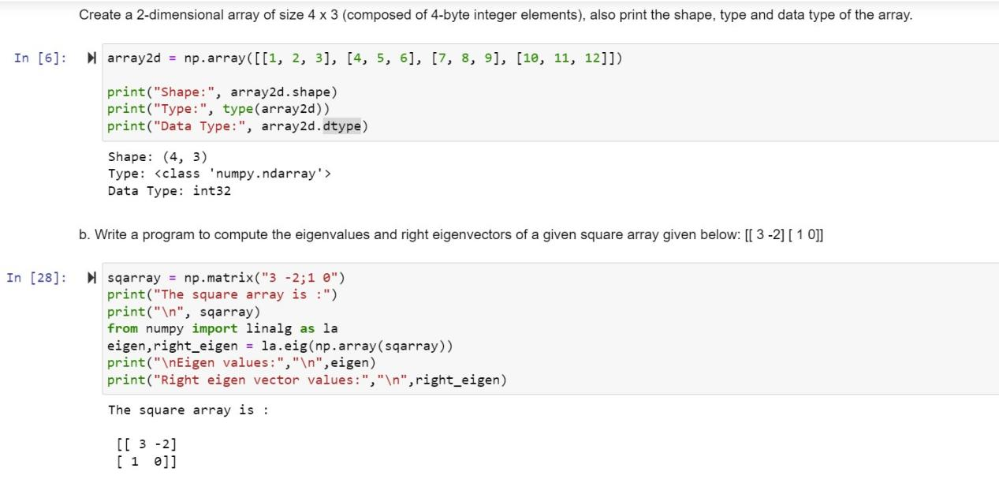 Create a 2-dimensional array of size 4 x 3 (composed of 4-byte integer elements), also print the shape, type and data type of the array.
In [6]: array2d = np.array([[1, 2, 3], [4, 5, 6], [7, 8, 9], [10, 11, 12]])
print("Shape:", array2d.shape)
print("Type:", type(array2d))
print("Data Type:", array2d.dtype)
Shape: (4, 3)
Type: <class 'numpy.ndarray'>
Data Type: int32
b. Write a program to compute the eigenvalues and right eigenvectors of a given square array given below: [[ 3 -2] [ 1 0]]
In [28]: sqarray = np.matrix("3 -2;1 0")
print("The square array is :")
print("\n", sqarray)
from numpy import linalg as la
eigen,right_eigen = la.eig(np.array(sqarray))
print("\nEigen values:","\n",eigen)
print("Right eigen vector values:","\n",right_eigen)
The square array is :
[[ 3 -2]
[ 1  0]]